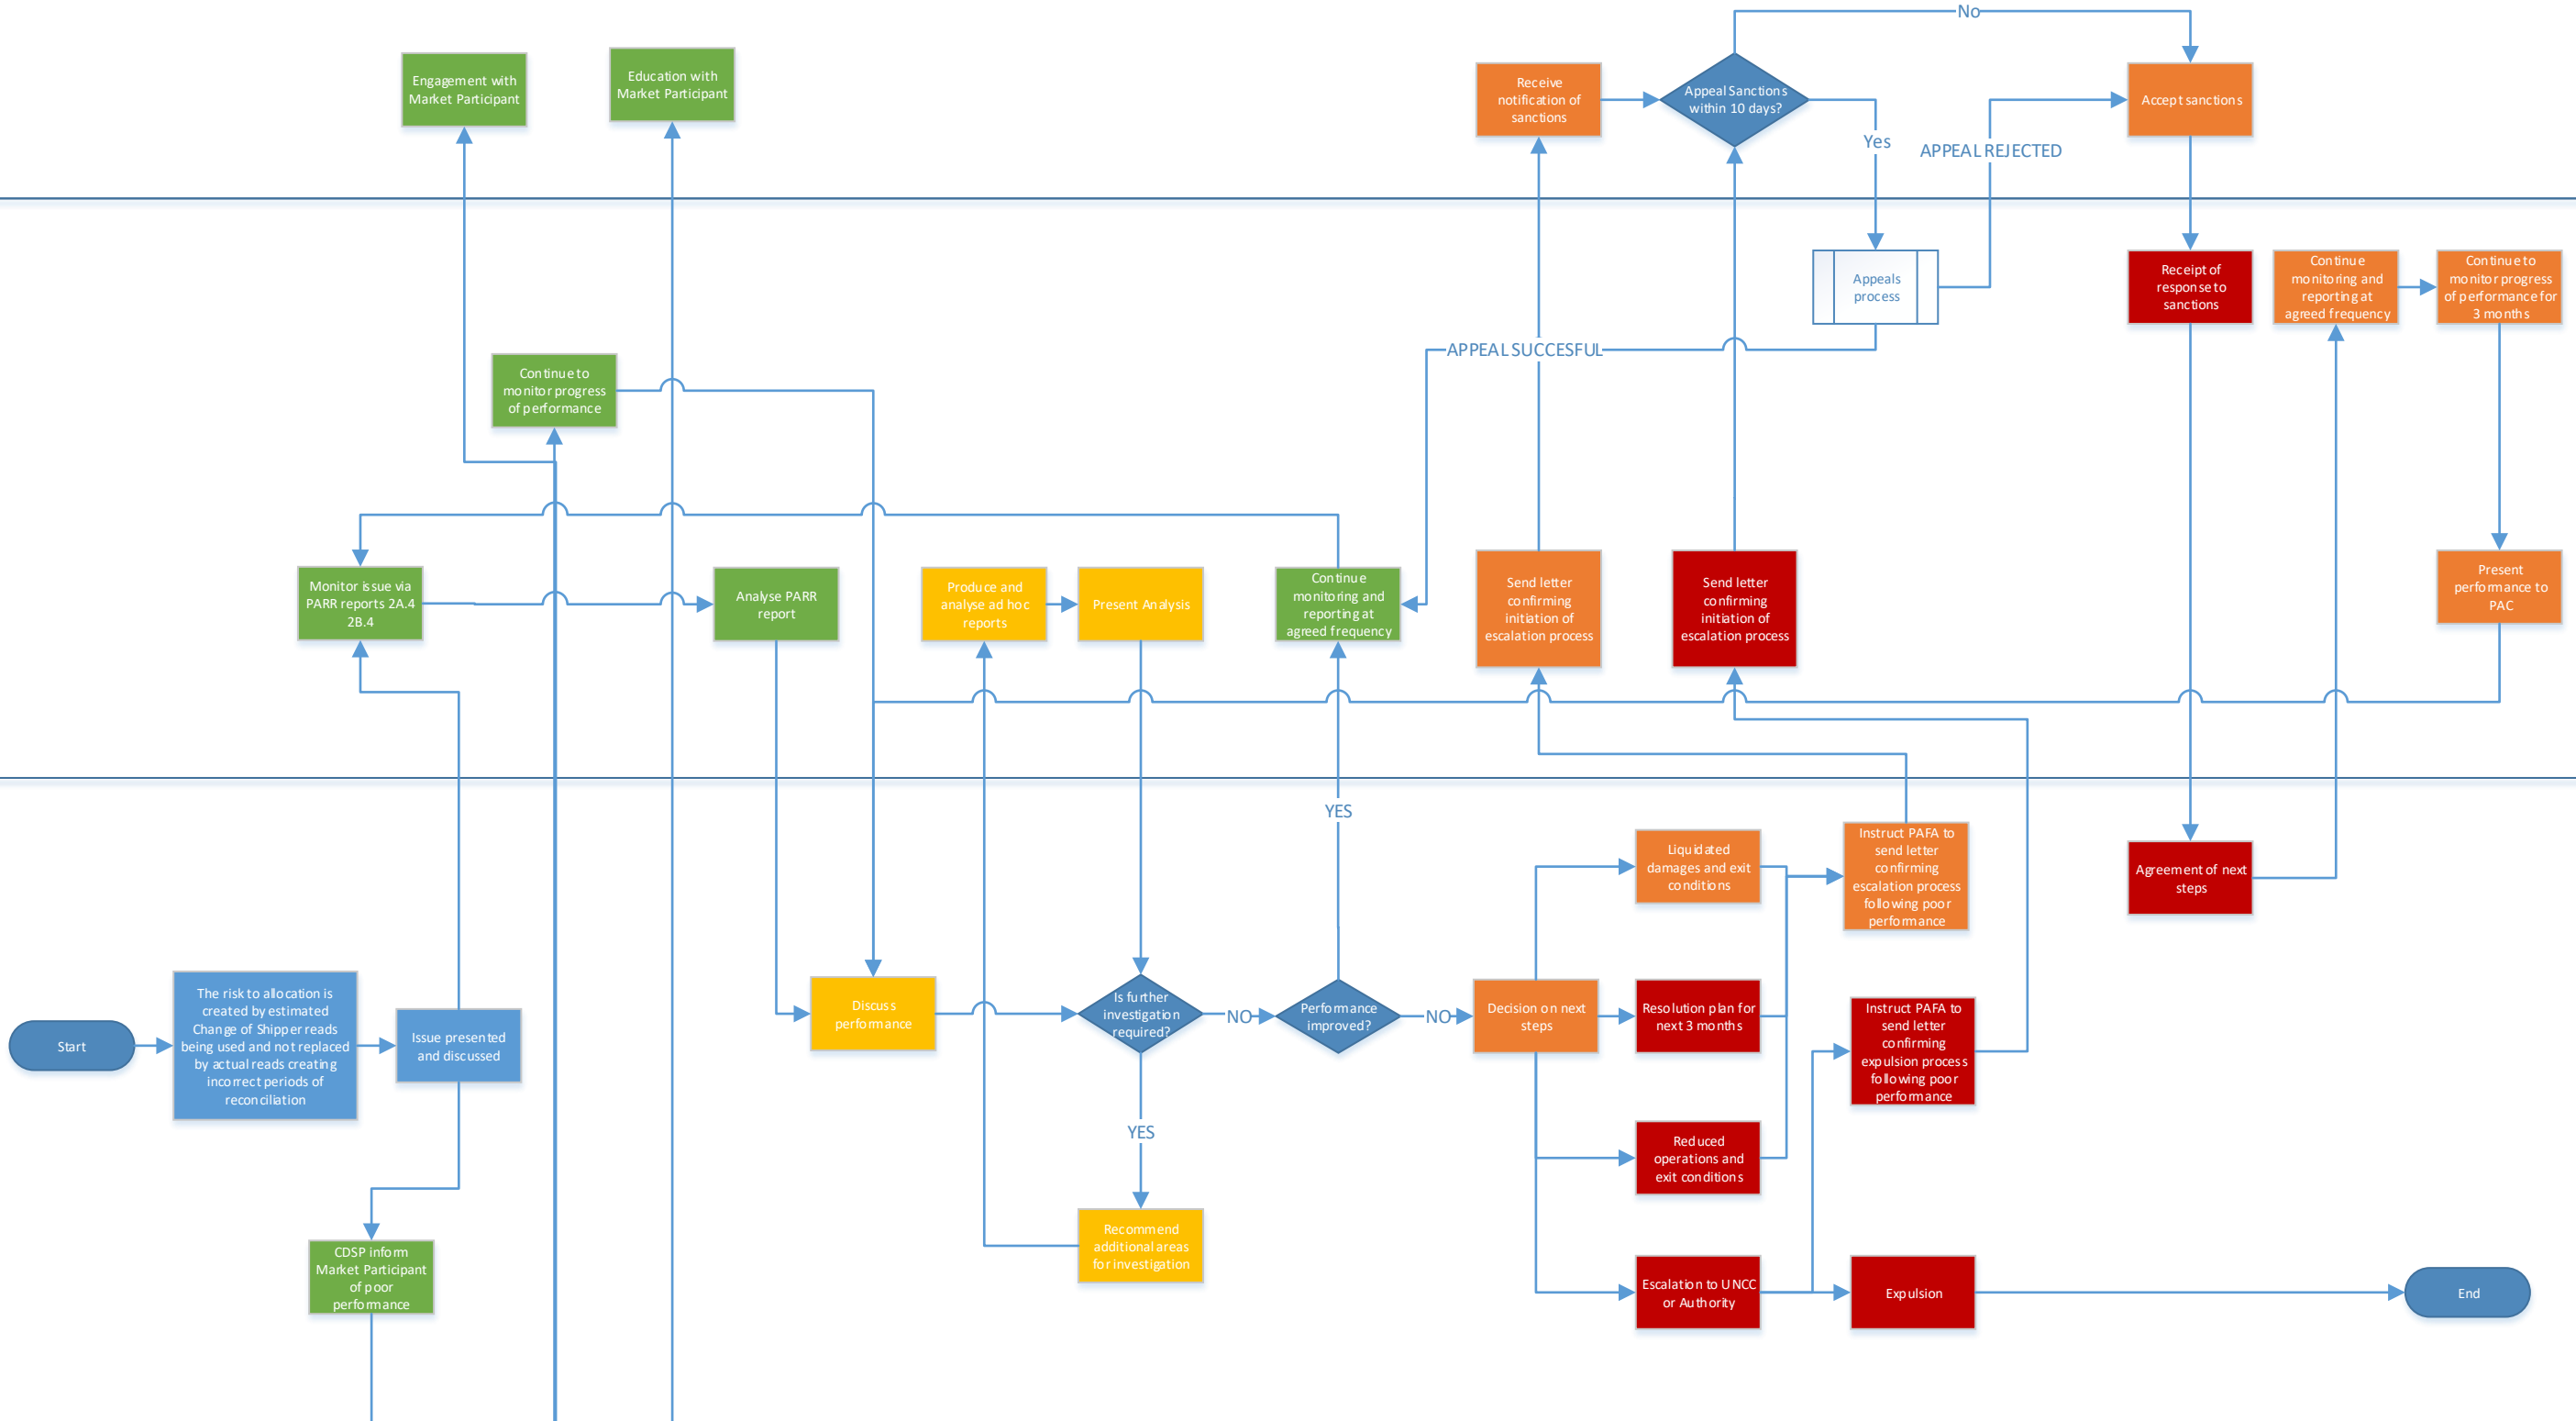 No
Engagement with
Market Participant
Education with
Market Participant
Receive
notification of
sanctions
Appeal Sanctions
within 10 days?
Yes
APPEAL REJECTED
Accept sanctions
Appeals
process
APPEAL SUCCESFUL
Receipt of
response to
sanctions
Continue
monitoring and
reporting at
agreed frequency
Continue to
monitor progress
of performance for
3 months
Continue to
monitor progress
of performance
Monitor issue via
PARR reports 2A.4
2B.4
Analyse PARR
report
Produce and
analyse ad hoc
reports
Present Analysis
Continue
monitoring and
reporting at
agreed frequency
Send letter
confirming
initiation of
escalation process
Send letter
confirming
initiation of
escalation process
Present
performance to
PAC
YES
Liquidated
damages and exit
conditions
Instruct PAFA to
send letter
confirming
escalation process
following poor
performance
Agreement of next
steps
Start
The risk to allocation is
created by estimated
Change of Shipper reads
being used and not replaced
by actual reads creating
incorrect periods of
reconciliation
Issue presented
and discussed
Discuss
performance
Is further
investigation
required?
NO
Performance
improved?
NO
Decision on next
steps
Resolution plan for
next 3 months
Instruct PAFA to
send letter
confirming
expulsion process
following poor
performance
YES
Reduced
operations and
exit conditions
CDSP inform
Market Participant
of poor
performance
Recommend
additional areas
for investigation
Escalation to UNCC
or Authority
Expulsion
End